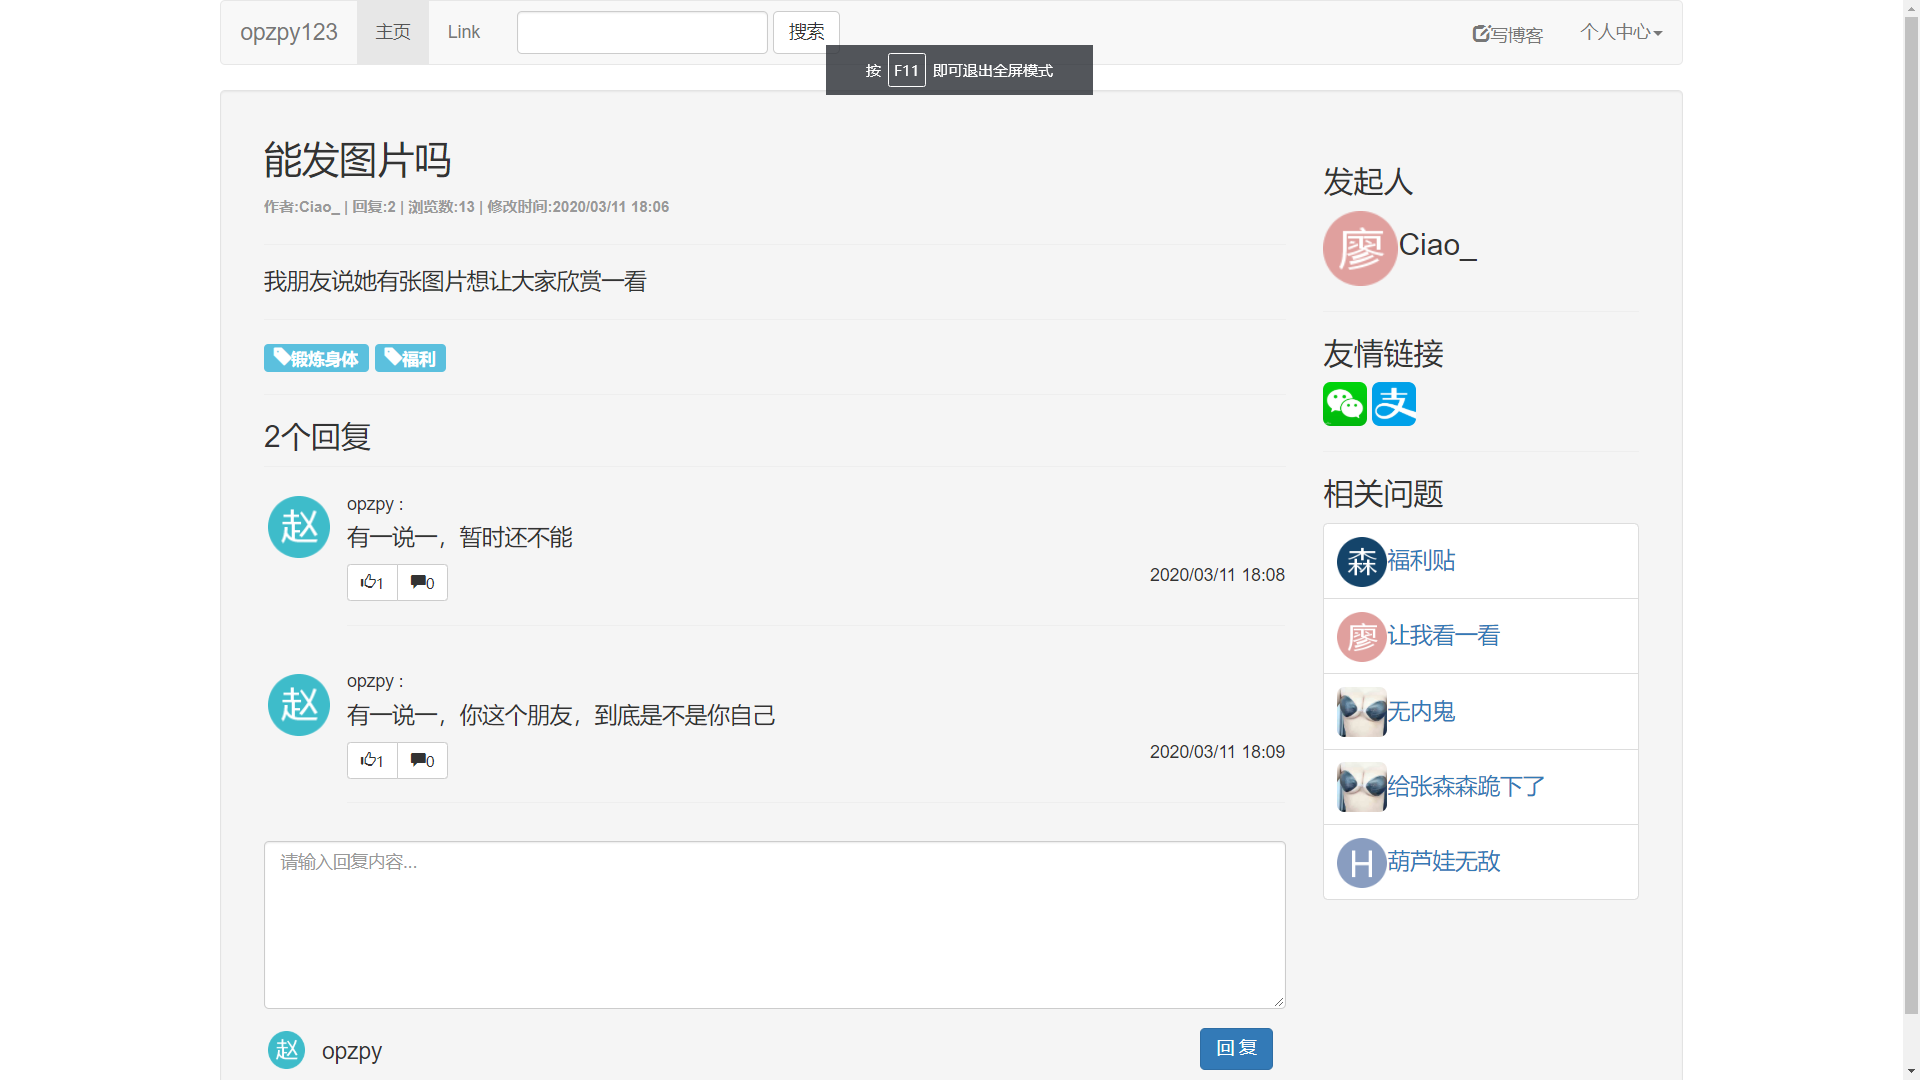 opzpy123 主页 Link 搜索 写博客 个人中心
按 F11 即可退出全屏模式
能发图片吗
作者:Ciao_ | 回复:2 | 浏览数:13 | 修改时间:2020/03/11 18:06
我朋友说她有张图片想让大家欣赏一看
锻炼身体 福利
2个回复
赵
opzpy :
有一说一，暂时还不能
1 0
2020/03/11 18:08
赵
opzpy :
有一说一，你这个朋友，到底是不是你自己
1 0
2020/03/11 18:09
请输入回复内容...
赵 opzpy 回复
发起人
廖 Ciao_
友情链接
支
相关问题
森 福利贴
廖 让我看一看
无内鬼
给张森森跪下了
H 葫芦娃无敌